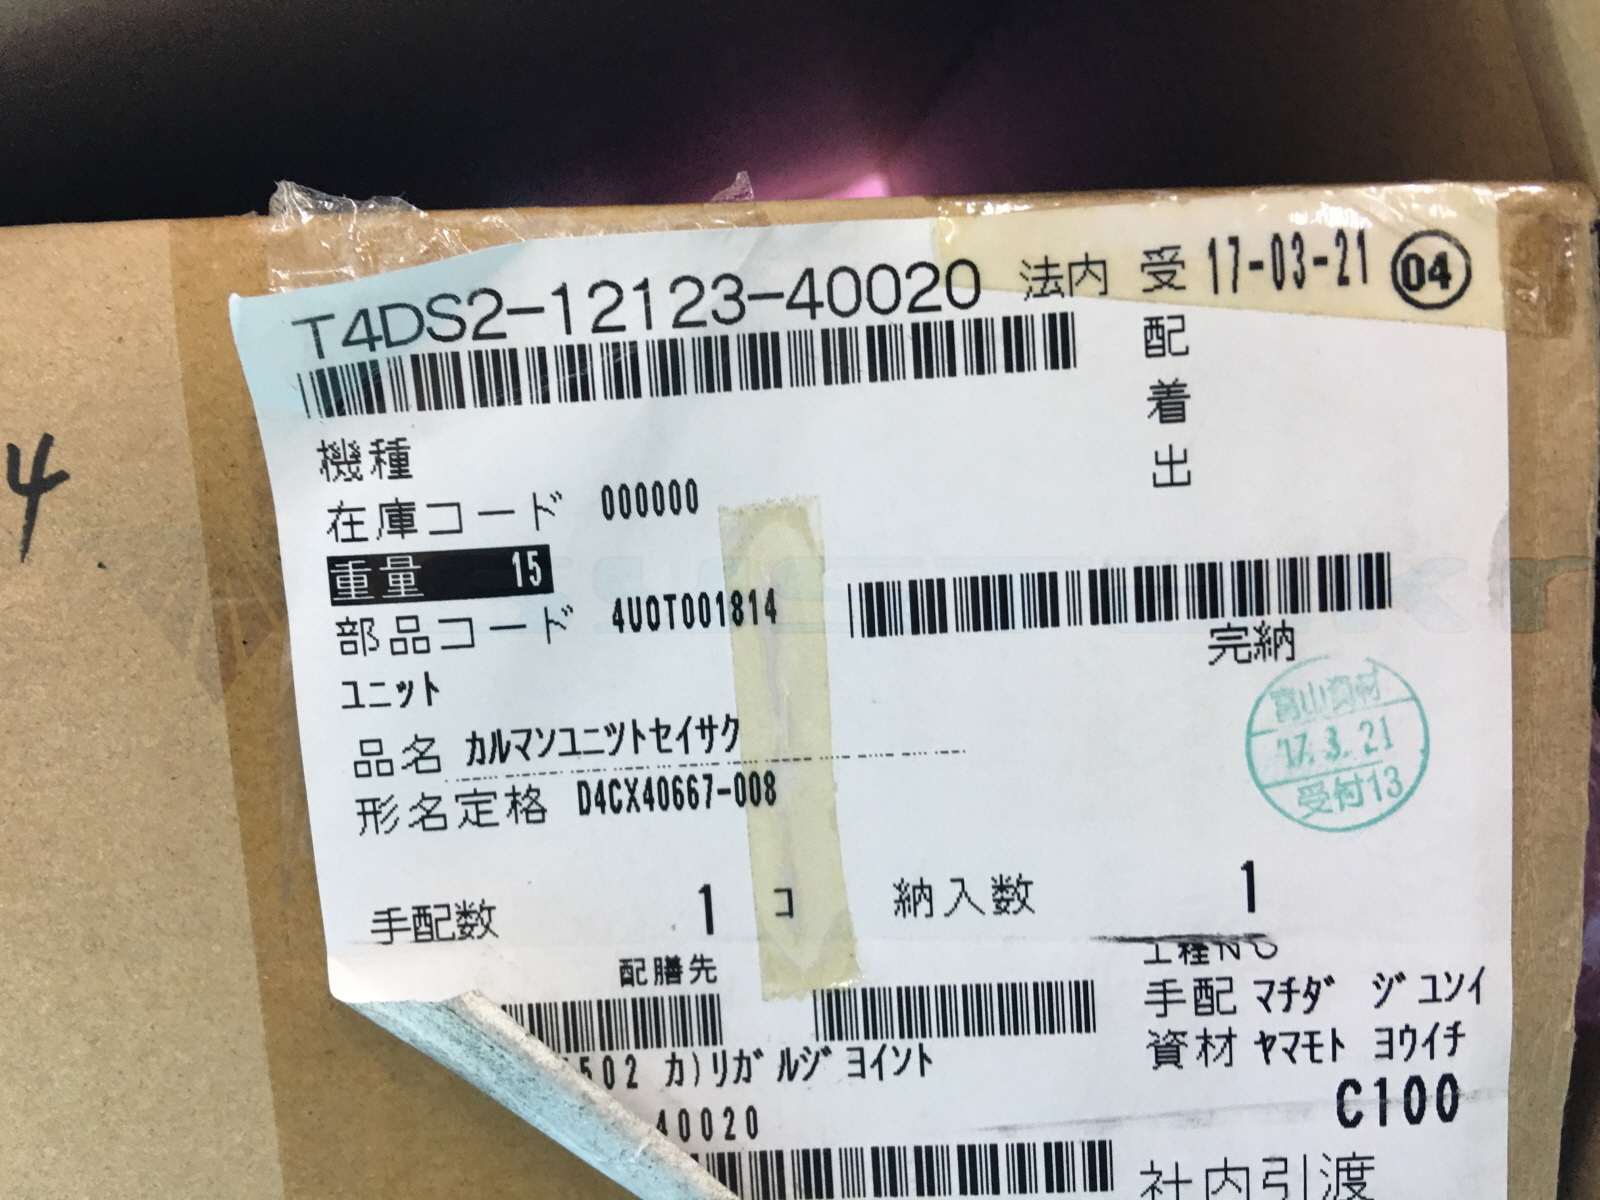 T4DS2-12123-40020 法内 受 17-03-21 04
配
着
出
機種
在庫コード 000000
重量 15
部品コード 4U0T001814
完納
ユニット
品名 カルマンユニツトセイサク
形名定格 D4CX40667-008
富山資材
17.3.21
受付13
手配数 1 コ 納入数 1
配膳先
工程NO
手配 マチダ ジユンイ
資材 ヤマモト ヨウイチ
502 カ)リガルジヨイント
C100
40020
社内引渡
4